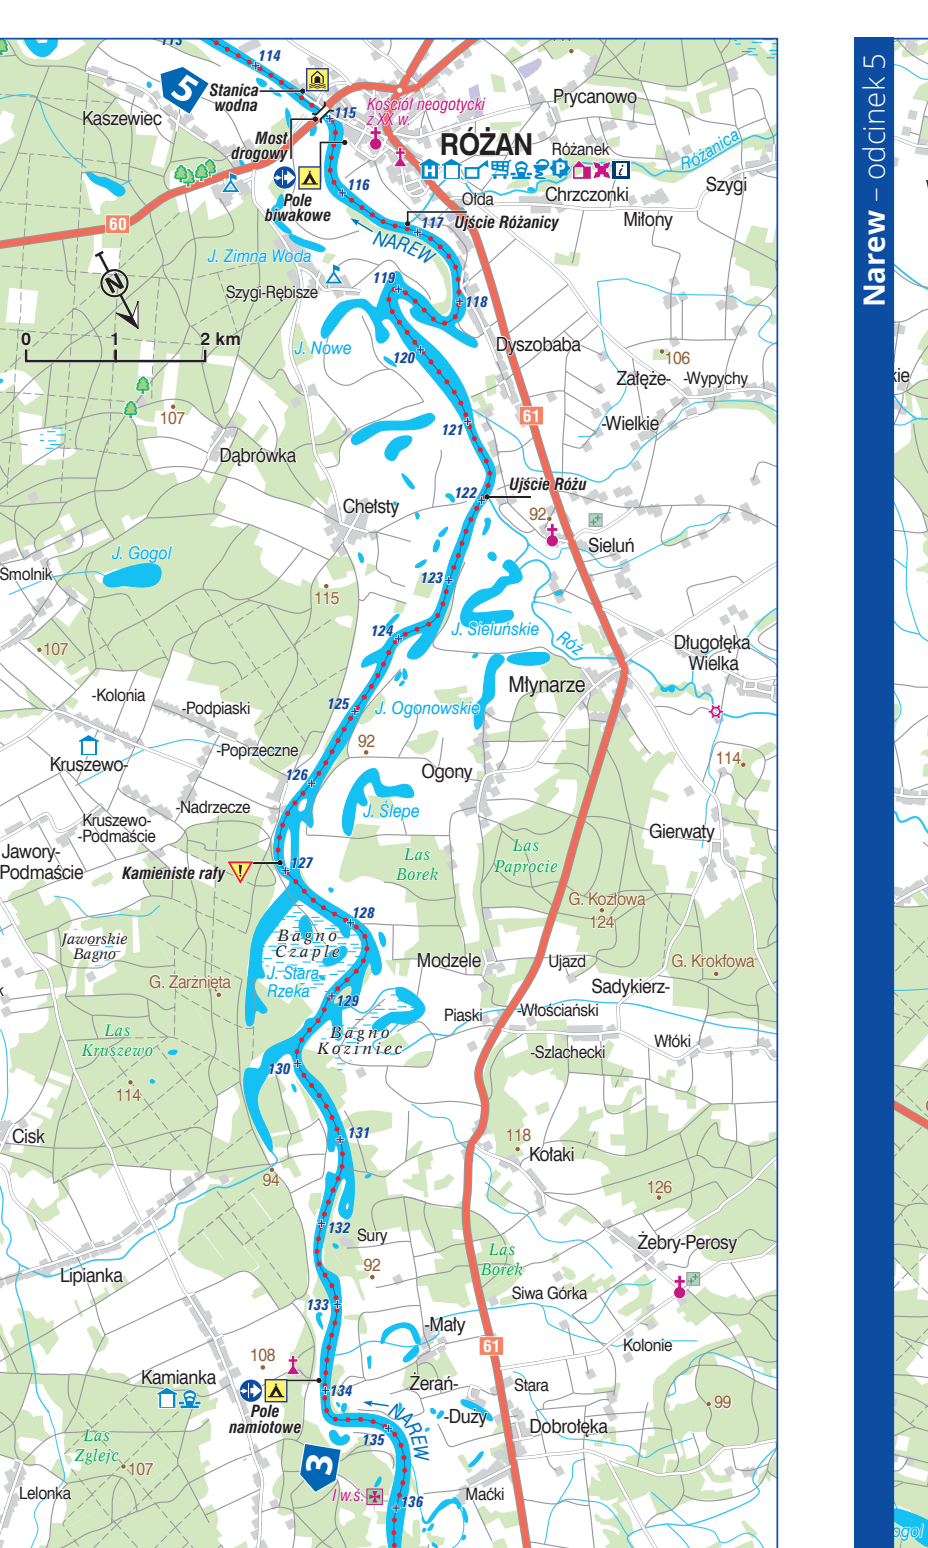 113
114
5
Stanica
wodna
Kaszewiec
115
Kościół neogotycki
z XX w.
Prycanowo
Most
drogowy
RÓŻAN
Różanek
Różanica
116
Pole
biwakowe
Olda
Chrzczonki
Szygi
Miłony
60
117
Ujście Różanicy
NAREW
J. Zimna Woda
N
Szygi-Rębisze
119
118
0
1
2 km
J. Nowe
120
Dyszobaba
106
Załęże-
-Wypychy
107
61
-Wielkie
121
Dąbrówka
122
Ujście Różu
Chełsty
92
Sieluń
J. Gogol
Smolnik
123
115
124
J. Sieluńskie
Róż
107
Długołęka
Wielka
Młynarze
-Kolonia
-Podpiaski
125
J. Ogonowskie
92
-Poprzeczne
114
Kruszewo-
126
Ogony
-Nadrzecze
J. Ślepe
Kruszewo-
-Podmaście
Gierwaty
Jawory-
-Podmaście
Kamieniste rafy
127
Las
Borek
Las
Paprocie
G. Kozłowa
124
128
Bagno
Czaple
Jaworskie
Bagno
Modzele
Ujazd
G. Krokfowa
J. Stara
Rzeka
G. Zarżnięta
Sadykierz-
129
Piaski
-Włościański
Las
Kruszewo
Bagno
Koziniec
-Szlachecki
Włóki
130
114
Cisk
131
118
Kołaki
94
126
132
Sury
Żebry-Perosy
Las
Borek
Lipianka
92
Siwa Górka
133
-Mały
Kolonie
61
108
Kamianka
134
Żerań-
Stara
99
Pole
namiotowe
NAREW
-Duży
Dobrołęka
135
Las
Zglejc
107
3
Lelonka
I w.ś.
Maćki
136
Narew – odcinek 5
kie
ogol